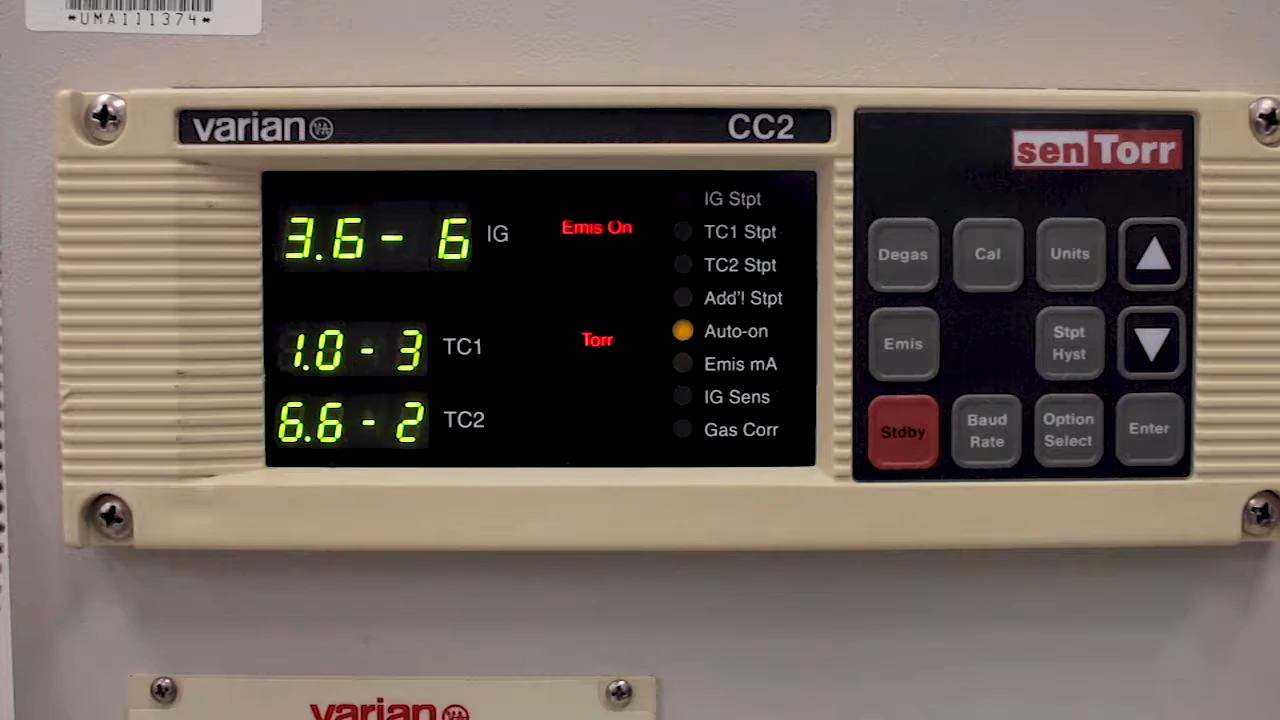 *UMA111374*
varian VA
CC2
senTorr
3.6- 6 IG
Emis On
1.0 - 3 TC1
Torr
6.6 - 2 TC2
IG Stpt
TC1 Stpt
TC2 Stpt
Add'l Stpt
Auto-on
Emis mA
IG Sens
Gas Corr
Degas
Cal
Units
Emis
Stpt
Hyst
Stdby
Baud
Rate
Option
Select
Enter
varian VA